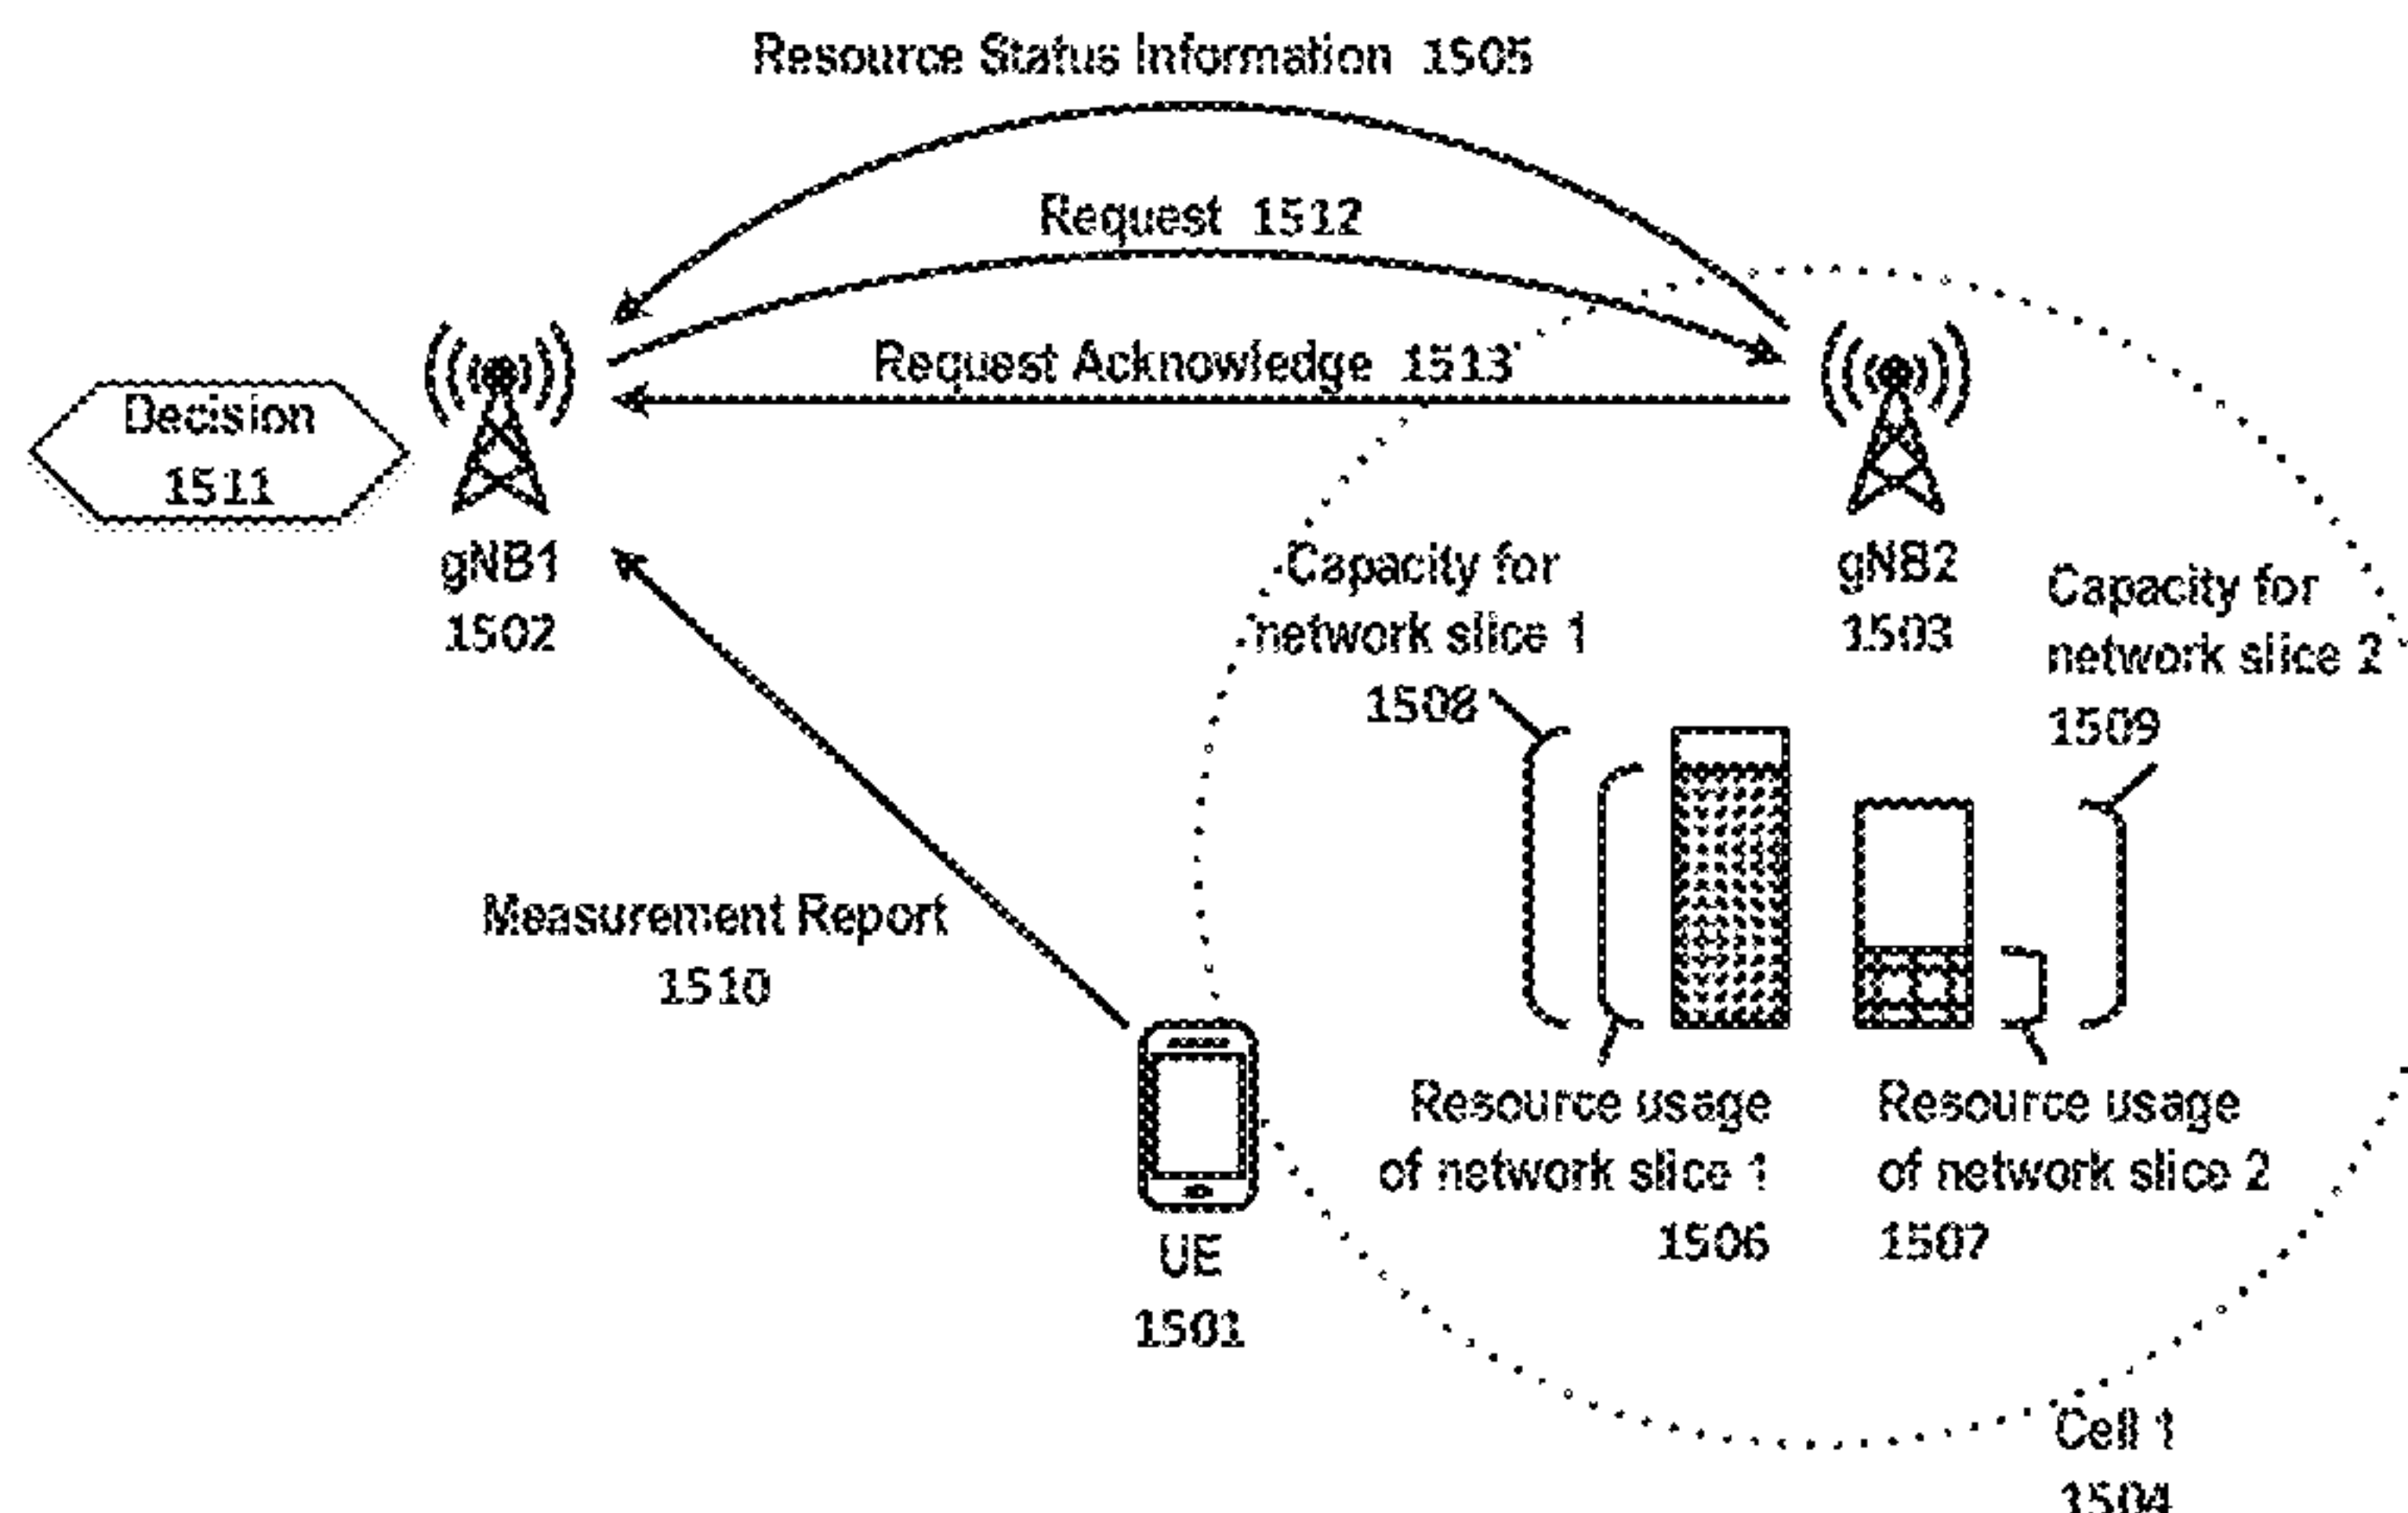 Resource Status Information 1505
Request 1512
Request Acknowledge 1513
Decision
1511
gNB1
1502
gNB2
1503
Capacity for
network slice 1
1508
Capacity for
network slice 2
1509
Measurement Report
1510
UE
1501
Resource usage
of network slice 1
1506
Resource usage
of network slice 2
1507
Cell 1
1504